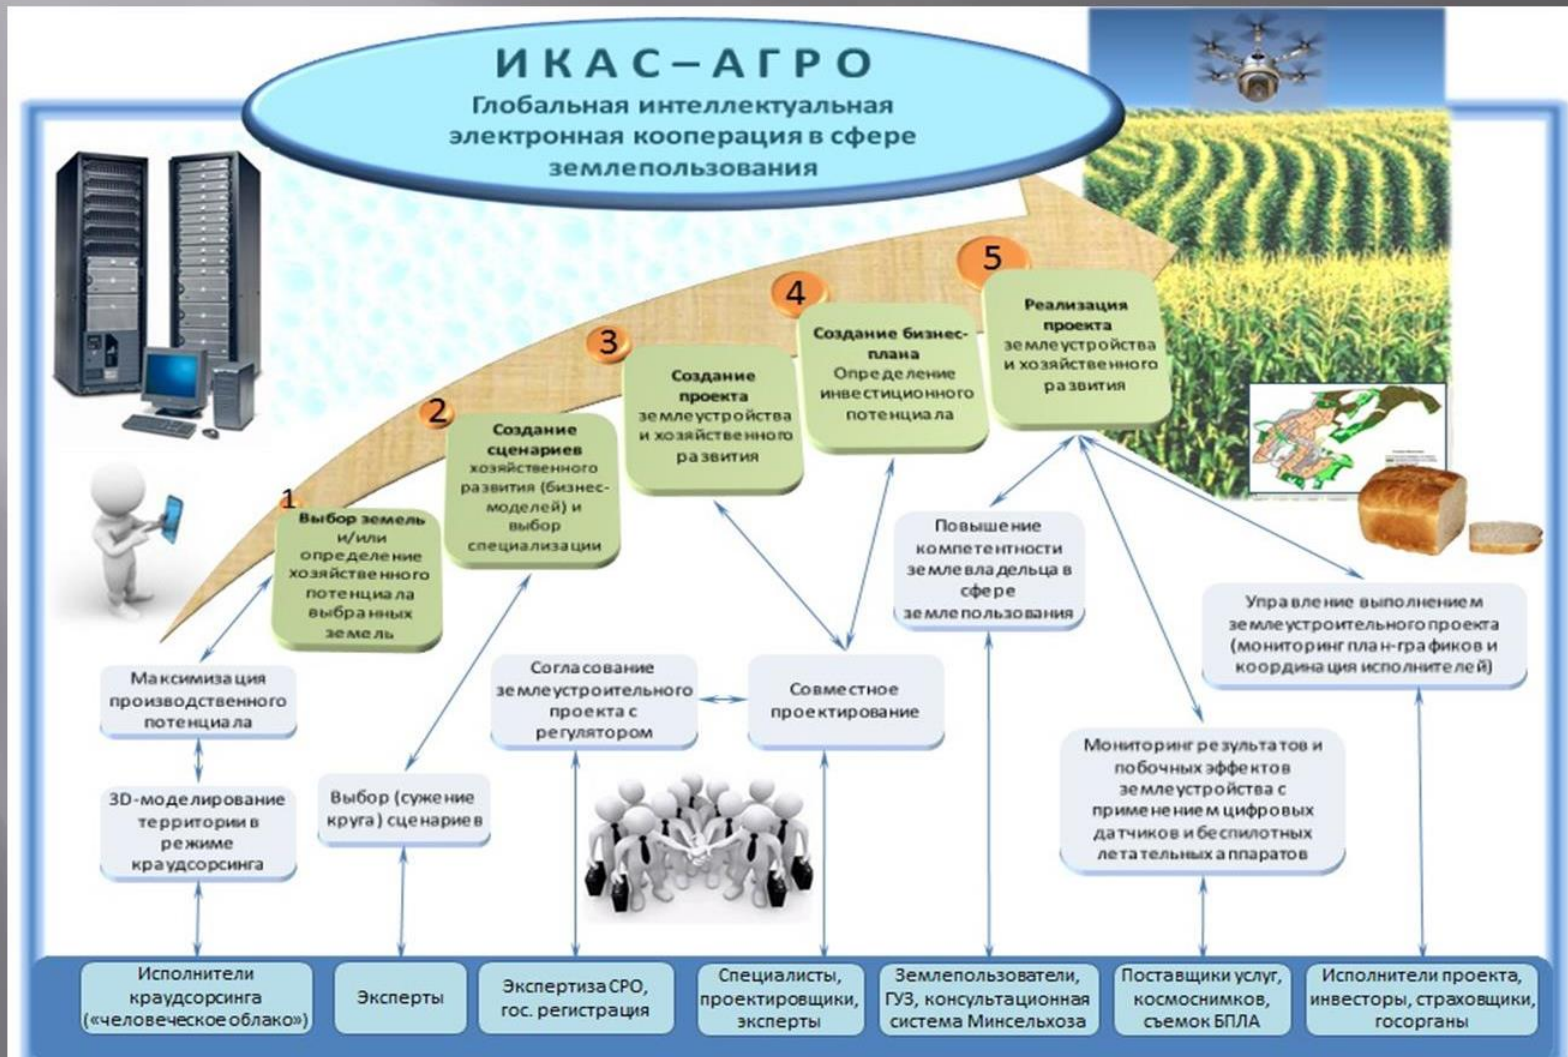 ИКАС–АГРО
Глобальная интеллектуальная
электронная кооперация в сфере
землепользования
1
Выбор земель
и/или
определение
хозяйственного
потенциала
выбранных
земель
2
Создание
сценариев
хозяйственного
развития (бизнес-
моделей) и
выбор
специализации
3
Создание
проекта
землеустройства
и хозяйственного
развития
4
Создание бизнес-
плана
Определение
инвестиционного
потенциала
5
Реализация
проекта
землеустройства
и хозяйственного
развития
Максимизация
производственного
потенциала
3D-моделирование
территории в
режиме
краудсорсинга
Выбор (сужение
круга) сценариев
Согласование
землеустроительного
проекта с
регулятором
Совместное
проектирование
Повышение
компетентности
землевладельца в
сфере
землепользования
Мониторинг результатов и
побочных эффектов
землеустройства с
применением цифровых
датчиков и беспилотных
летательных аппаратов
Управление выполнением
землеустроительного проекта
(мониторинг план-графиков и
координация исполнителей)
Исполнители
краудсорсинга
(«человеческое облако»)
Эксперты
Экспертиза СРО,
гос. регистрация
Специалисты,
проектировщики,
эксперты
Землепользователи,
ГУЗ, консультационная
система Минсельхоза
Поставщики услуг,
космоснимков,
съемок БПЛА
Исполнители проекта,
инвесторы, страховщики,
госорганы